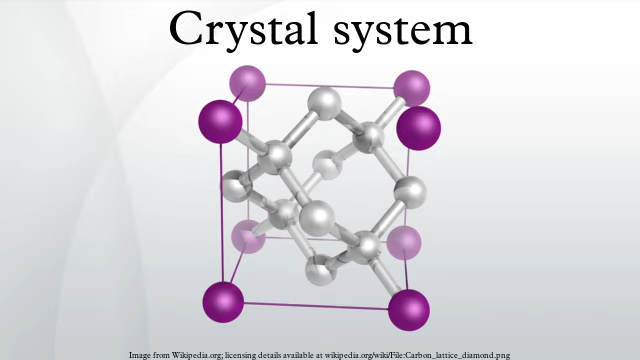 Crystal system
Image from Wikipedia.org; licensing details available at wikipedia.org/wiki/File:Carbon_lattice_diamond.png